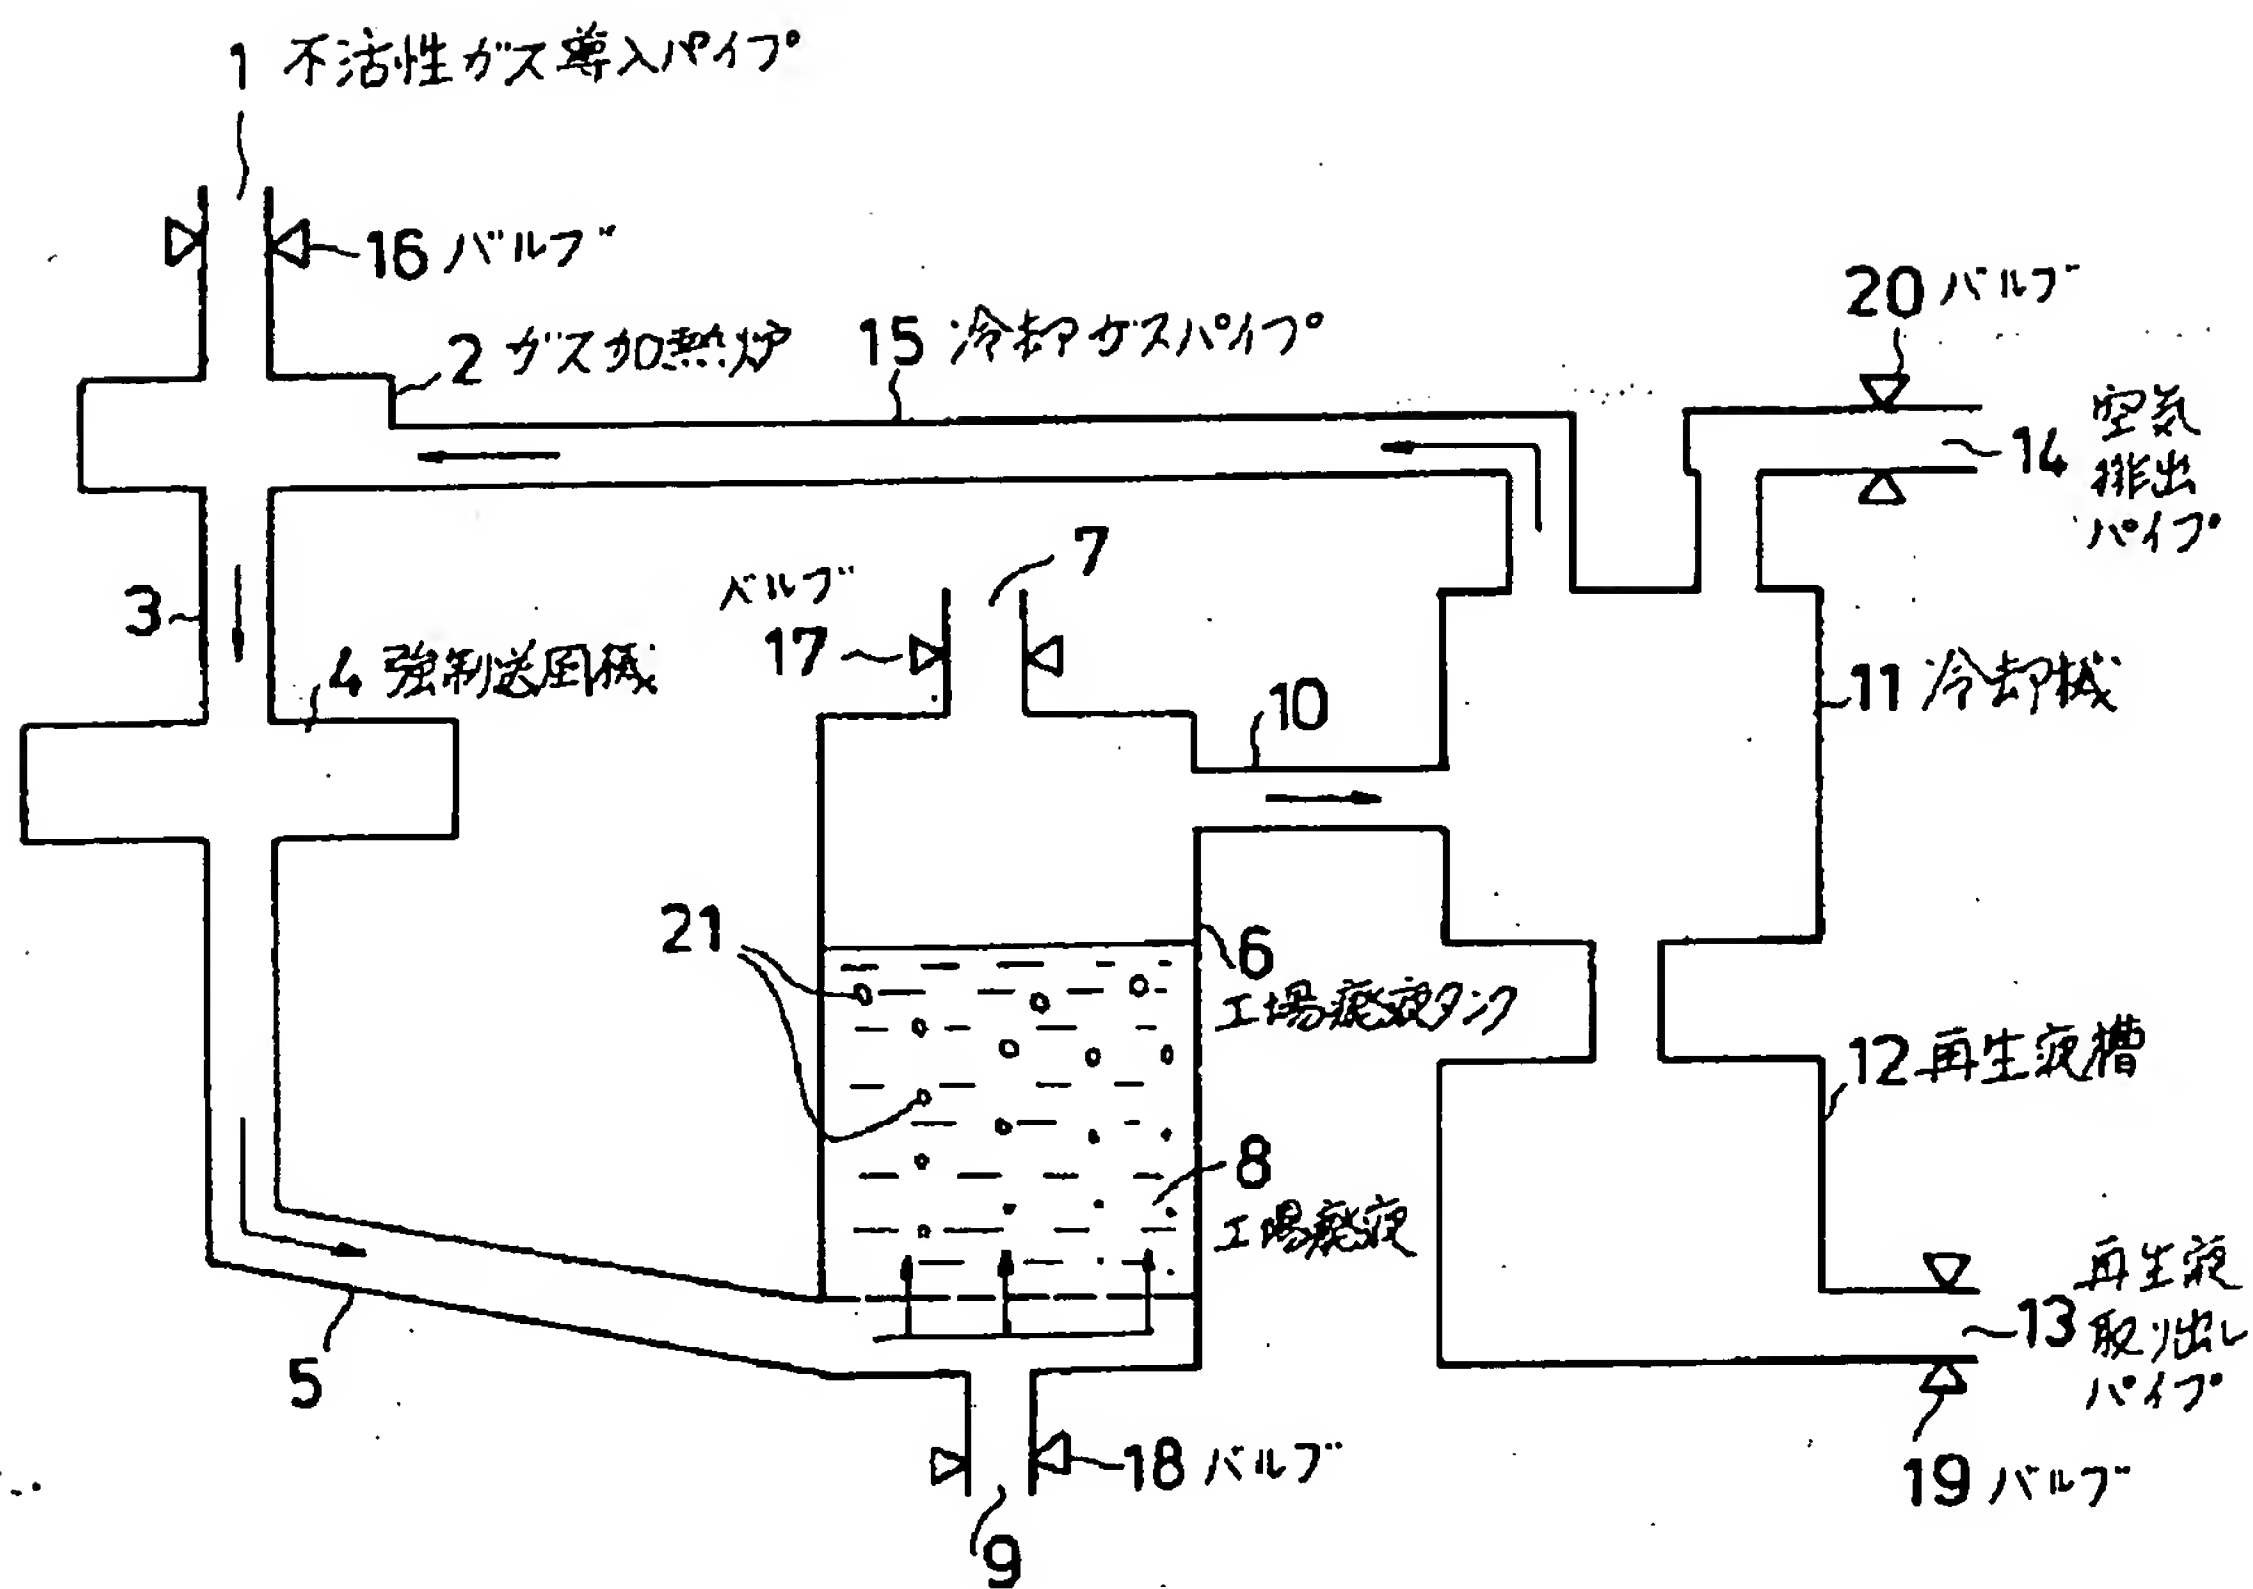 1 不活性ガス導入パイプ
16 バルブ
20 バルブ
2 ガス加熱炉
15 冷却ガスパイプ
14 空気
排出
パイプ
7
バルブ
17
3
4 強制送風機
10
11 冷却機
21
6
工場廃液タンク
12 再生液槽
8
工場廃液
5
13 再生液
取り出し
パイプ
18 バルブ
19 バルブ
9